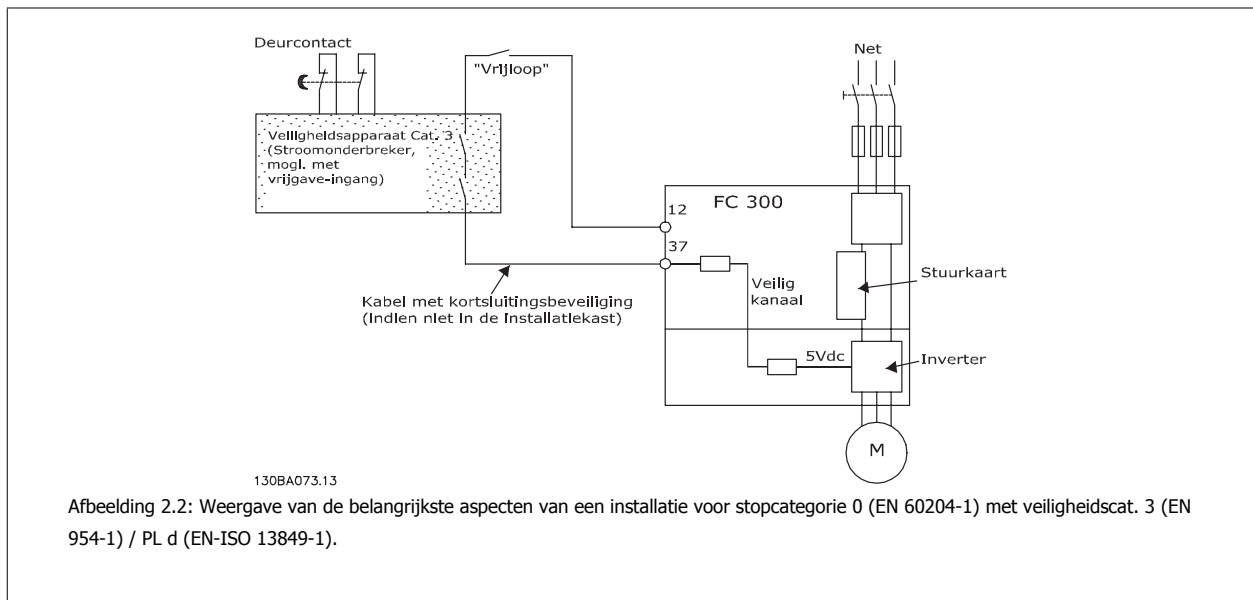 Deurcontact
"Vrijloop"
Net
Veiligheidsapparaat Cat. 3
(Stroomonderbreker,
mogl. met
vrijgave-ingang)
12
FC 300
37
Veilig
kanaal
Stuurkaart
Kabel met kortsluitingsbeveiliging
(Indien niet in de installatiekast)
5Vdc
Inverter
M
130BA073.13
Afbeelding 2.2: Weergave van de belangrijkste aspecten van een installatie voor stopcategorie 0 (EN 60204-1) met veiligheidscat. 3 (EN
954-1) / PL d (EN-ISO 13849-1).